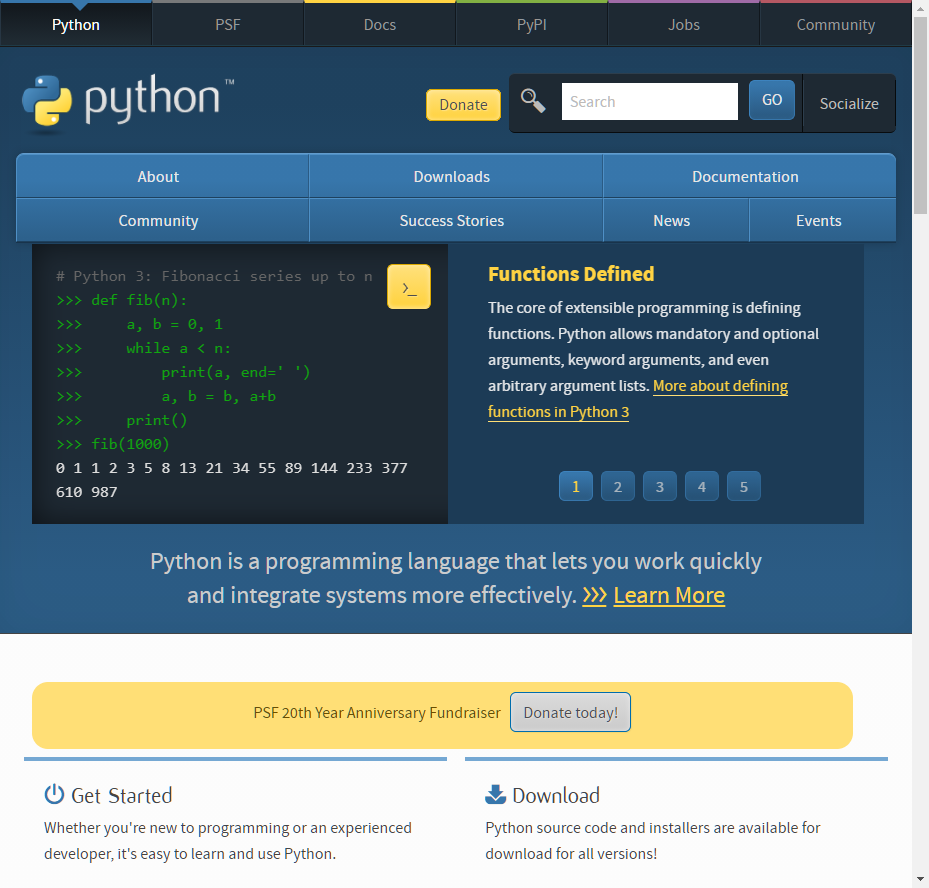 Python PSF Docs PyPI Jobs Community
python™
Donate Search GO Socialize
About Downloads Documentation
Community Success Stories News Events
# Python 3: Fibonacci series up to n
>>> def fib(n):
>>>     a, b = 0, 1
>>>     while a < n:
>>>         print(a, end=' ')
>>>         a, b = b, a+b
>>>     print()
>>> fib(1000)
0 1 1 2 3 5 8 13 21 34 55 89 144 233 377
610 987
>_
Functions Defined
The core of extensible programming is defining
functions. Python allows mandatory and optional
arguments, keyword arguments, and even
arbitrary argument lists. More about defining
functions in Python 3
1 2 3 4 5
Python is a programming language that lets you work quickly
and integrate systems more effectively. >>> Learn More
PSF 20th Year Anniversary Fundraiser Donate today!
Get Started
Whether you're new to programming or an experienced
developer, it's easy to learn and use Python.
Download
Python source code and installers are available for
download for all versions!